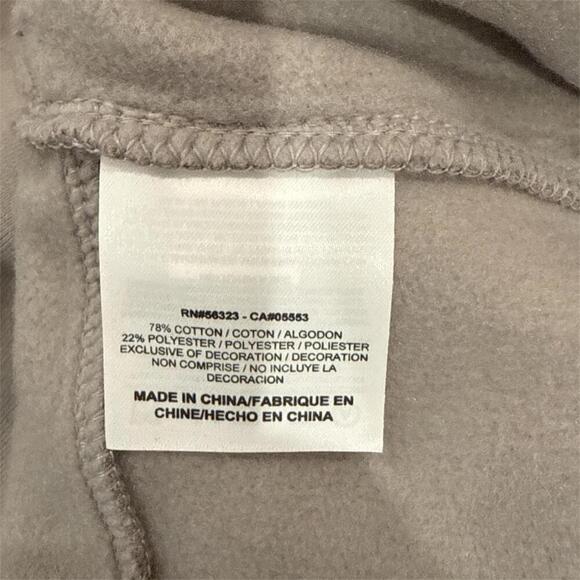 RN#56323 - CA#05553
78% COTTON / COTON / ALGODON
22% POLYESTER / POLYESTER / POLIESTER
EXCLUSIVE OF DECORATION / DECORATION
NON COMPRISE / NO INCLUYE LA
DECORACION
MADE IN CHINA/FABRIQUE EN
CHINE/HECHO EN CHINA